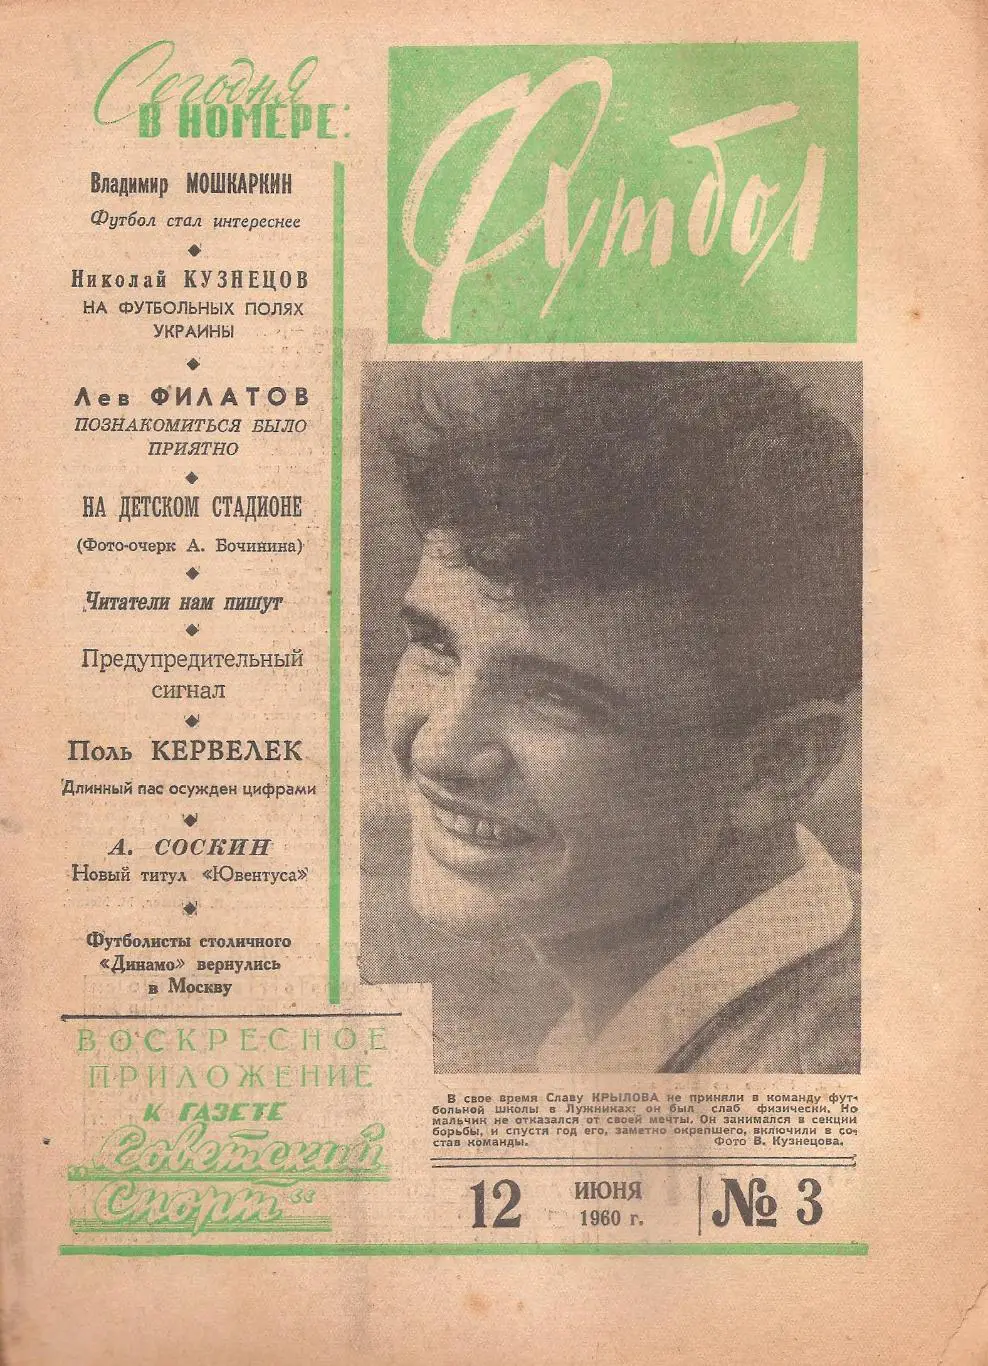 Сегодня
В НОМЕРЕ:
Владимир МОШКАРКИН
Футбол стал интереснее
Николай КУЗНЕЦОВ
НА ФУТБОЛЬНЫХ ПОЛЯХ
УКРАИНЫ
Лев ФИЛАТОВ
ПОЗНАКОМИТЬСЯ БЫЛО
ПРИЯТНО
НА ДЕТСКОМ СТАДИОНЕ
(Фото-очерк А. Бочинина)
Читатели нам пишут
Предупредительный
сигнал
Поль КЕРВЕЛЕК
Длинный пас осужден цифрами
А. СОСКИН
Новый титул «Ювентуса»
Футболисты столичного
«Динамо» вернулись
в Москву
ВОСКРЕСНОЕ
ПРИЛОЖЕНИЕ
К ГАЗЕТЕ
„Советский
Спорт“
Футбол
В свое время Славу КРЫЛОВА не приняли в команду фут-
больной школы в Лужниках: он был слаб физически. Но
мальчик не отказался от своей мечты. Он занимался в секции
борьбы, и спустя год его, заметно окрепшего, включили в со-
став команды. Фото В. Кузнецова.
12 ИЮНЯ
1960 г. № 3